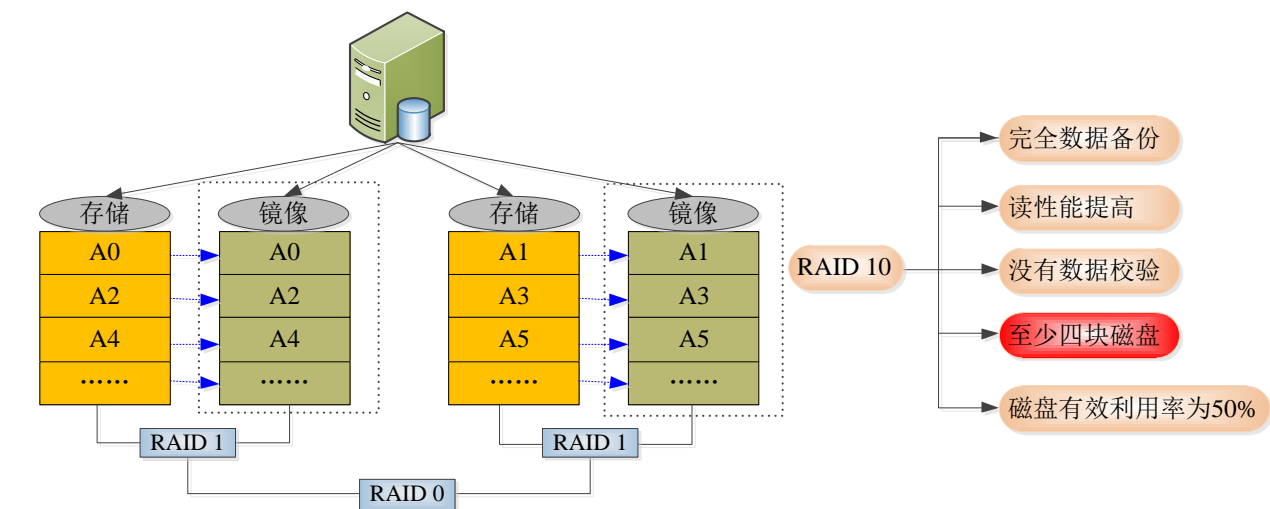 存储
镜像
存储
镜像
A0
A0
A1
A1
A2
A2
A3
A3
A4
A4
A5
A5
……
……
……
……
RAID 1
RAID 1
RAID 0
RAID 10
完全数据备份
读性能提高
没有数据校验
至少四块磁盘
磁盘有效利用率为50%